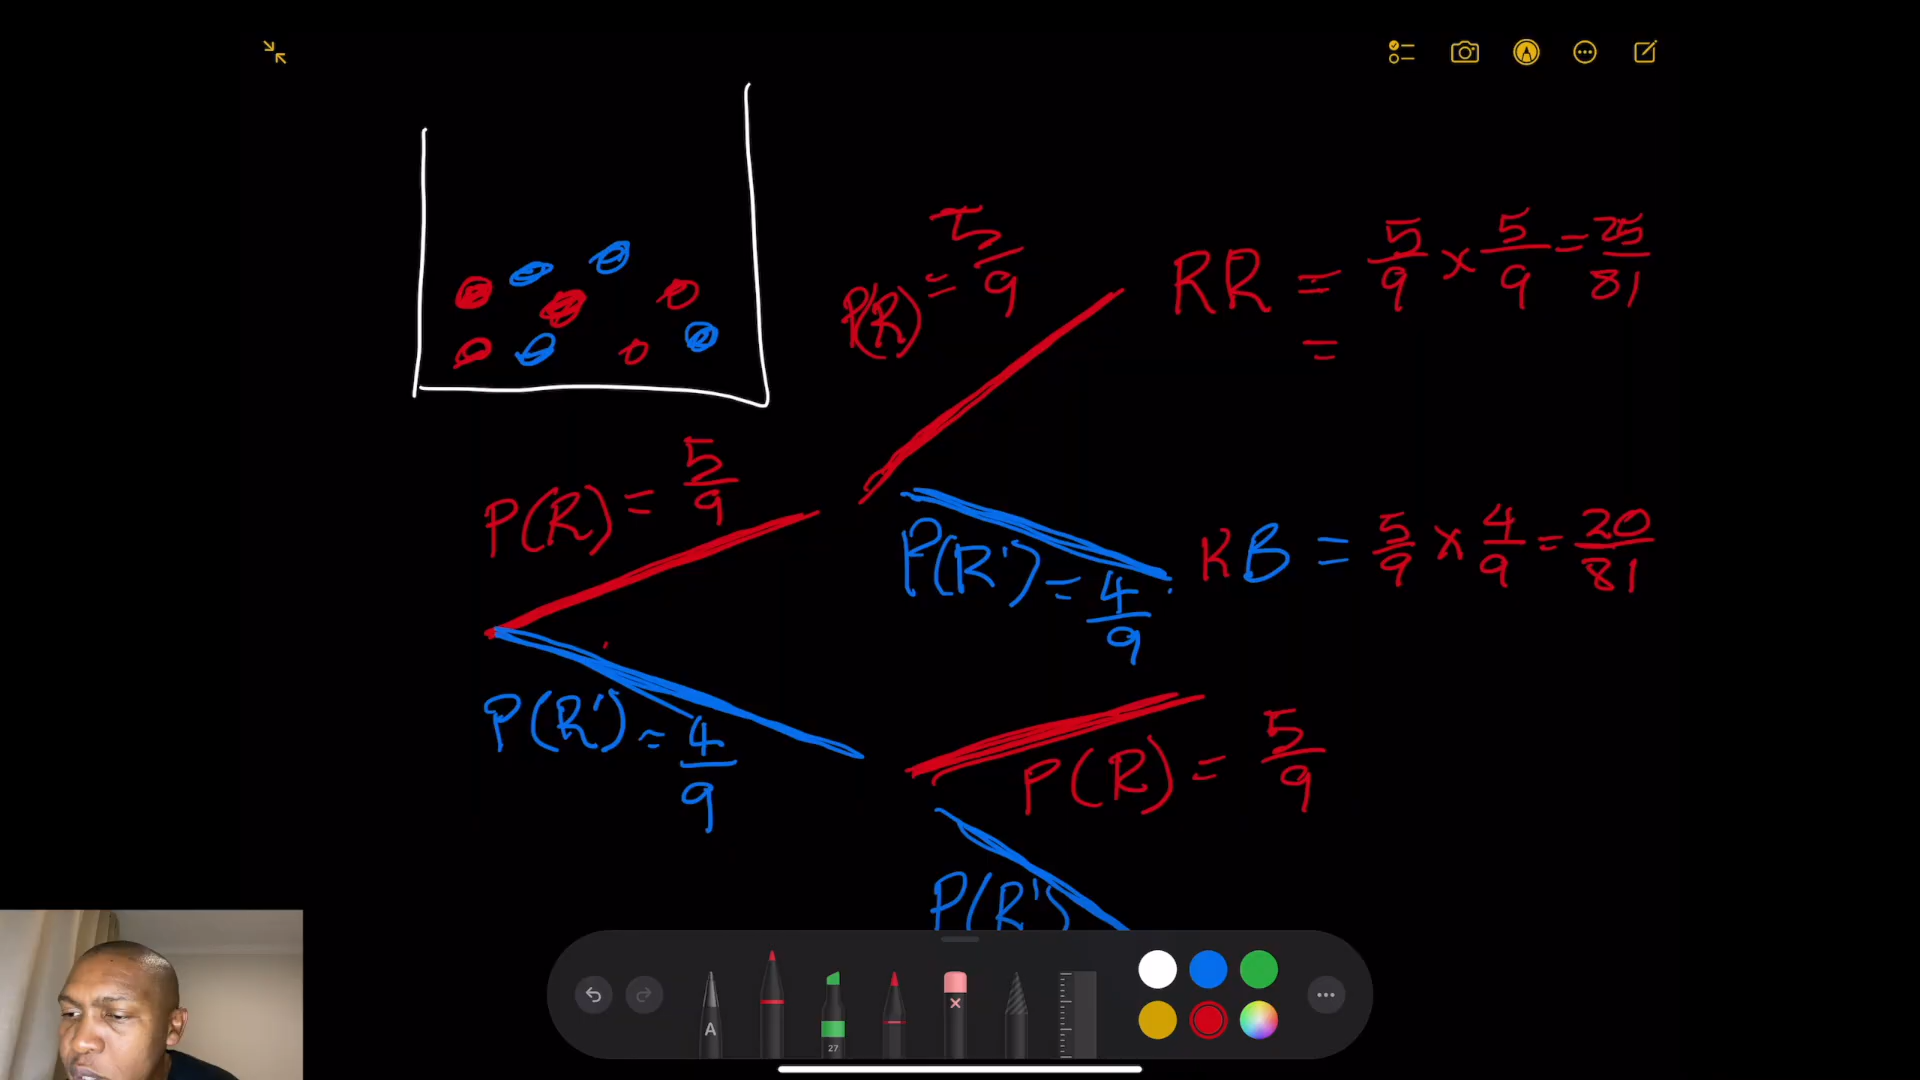 P(R) = 5/9
RR = 5/9 x 5/9 = 25/81
=
P(R) = 5/9
P(R') = 4/9
RB = 5/9 x 4/9 = 20/81
P(R') = 4/9
P(R) = 5/9
P(R')
A
27